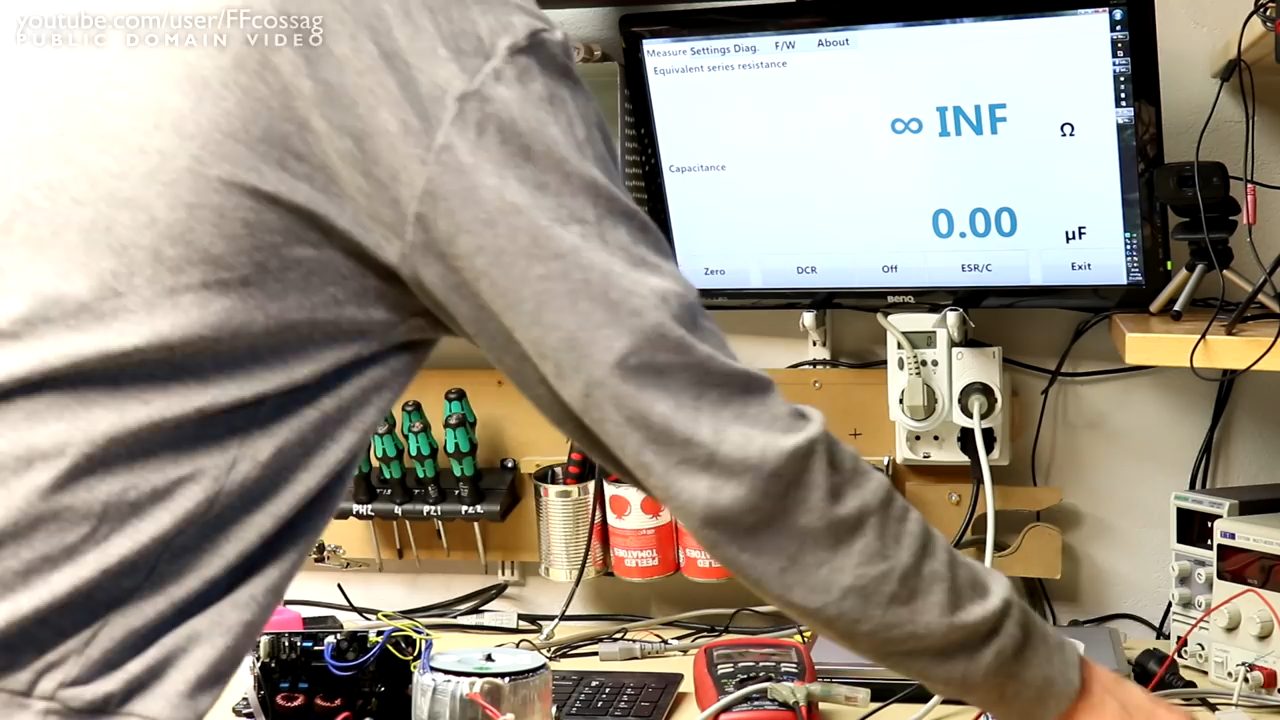 youtube.com/user/FFcossag
PUBLIC DOMAIN VIDEO
Measure Settings Diag. F/W About
Equivalent series resistance
∞ INF Ω
Capacitance
0.00 µF
Zero DCR Off ESR/C Exit
BenQ
PH2 4 PZ1 PZ2
PEELED TOMATOES
TOMATOES